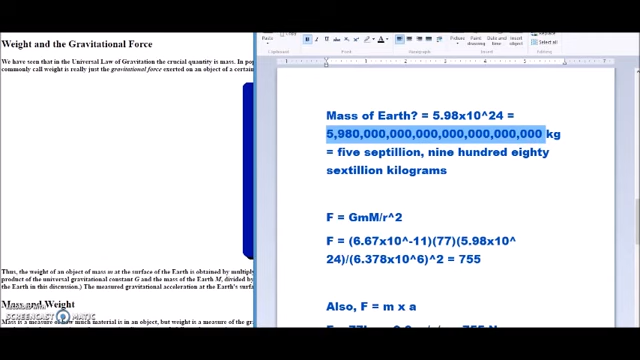 Weight and the Gravitational Force
We have seen that in the Universal Law of Gravitation the crucial quantity is mass. In pop
commonly call weight is really just the gravitational force exerted on an object of a certain
Thus, the weight of an object of mass m at the surface of the Earth is obtained by multiply
product of the universal gravitational constant G and the mass of the Earth M, divided by
the Earth in this discussion.) The measured gravitational acceleration at the Earth's surfa
Mass and Weight
Mass is a measure of how much material is in an object, but weight is a measure of the gra
RECORDED WITH
SCREENCAST MATIC
Paste
Clipboard
Font
Paragraph
Picture
Paint drawing
Date and time
Insert object
Insert
Replace
Select all
Editing
Mass of Earth? = 5.98x10^24 =
5,980,000,000,000,000,000,000,000 kg
= five septillion, nine hundred eighty
sextillion kilograms
F = GmM/r^2
F = (6.67x10^-11)(77)(5.98x10^
24)/(6.378x10^6)^2 = 755
Also, F = m x a